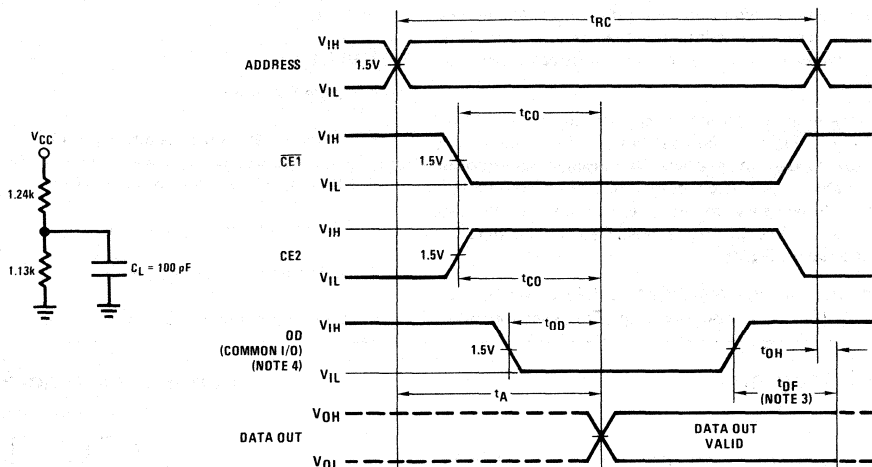 tRC
VIH
ADDRESS
1.5V
VIL
tCO
VCC
VIH
CE1
1.5V
1.24k
VIL
VIH
1.13k
CL = 100 pF
CE2
1.5V
VIL
tCO
VIH
tOD
OD
(COMMON I/O)
(NOTE 4)
1.5V
tOH
VIL
tDF
(NOTE 3)
tA
VOH
DATA OUT
DATA OUT
VALID
VOL